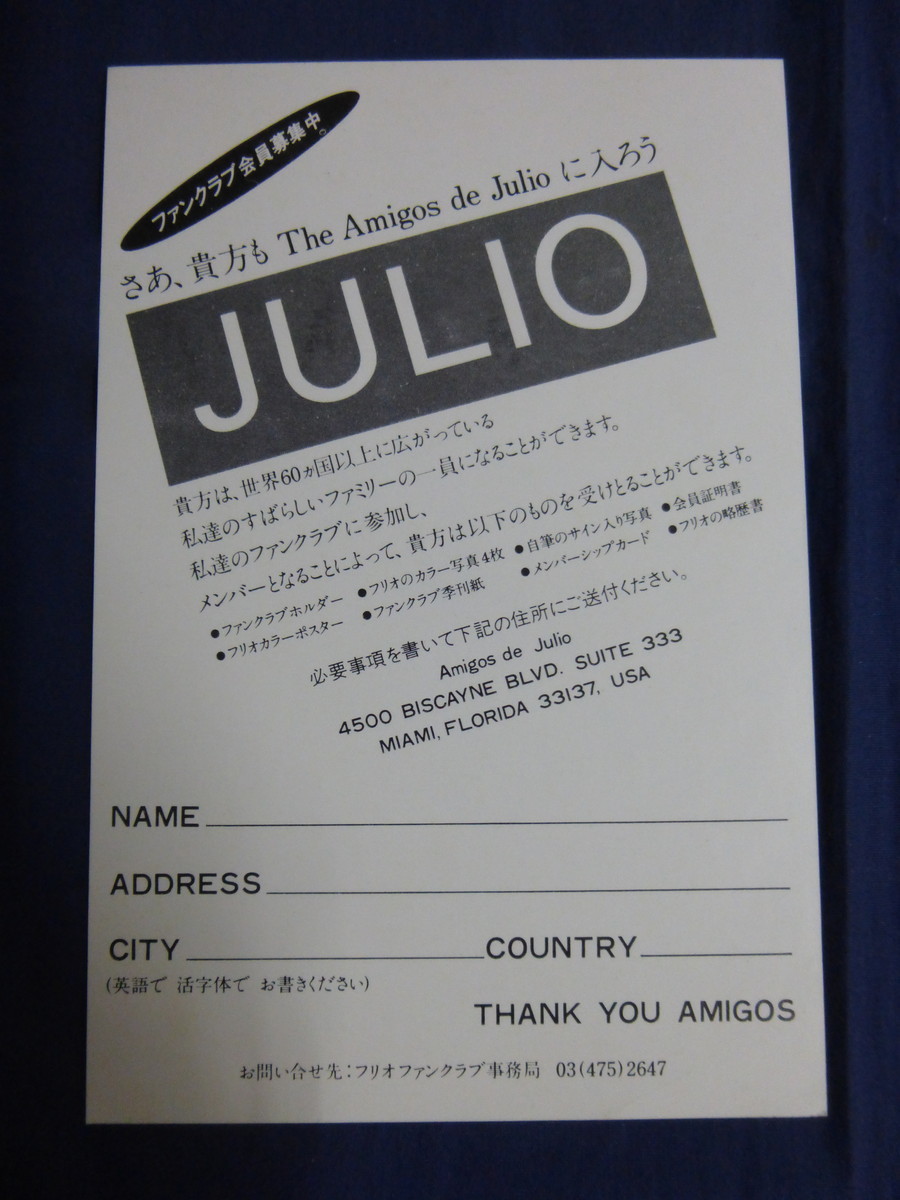 ファンクラブ会員募集中。
さあ、貴方も The Amigos de Julio に入ろう
JULIO
貴方は、世界60ヵ国以上に広がっている
私達のすばらしいファミリーの一員になることができます。
私達のファンクラブに参加し、
メンバーとなることによって、貴方は以下のものを受けとることができます。
●ファンクラブホルダー ●フリオのカラー写真4枚 ●自筆のサイン入り写真 ●会員証明書
●フリオカラーポスター ●ファンクラブ季刊紙 ●メンバーシップカード ●フリオの略歴書
必要事項を書いて下記の住所にご送付ください。
Amigos de Julio
4500 BISCAYNE BLVD. SUITE 333
MIAMI, FLORIDA 33137, USA
NAME
ADDRESS
CITY COUNTRY
(英語で 活字体で お書きください)
THANK YOU AMIGOS
お問い合せ先：フリオファンクラブ事務局 03(475)2647